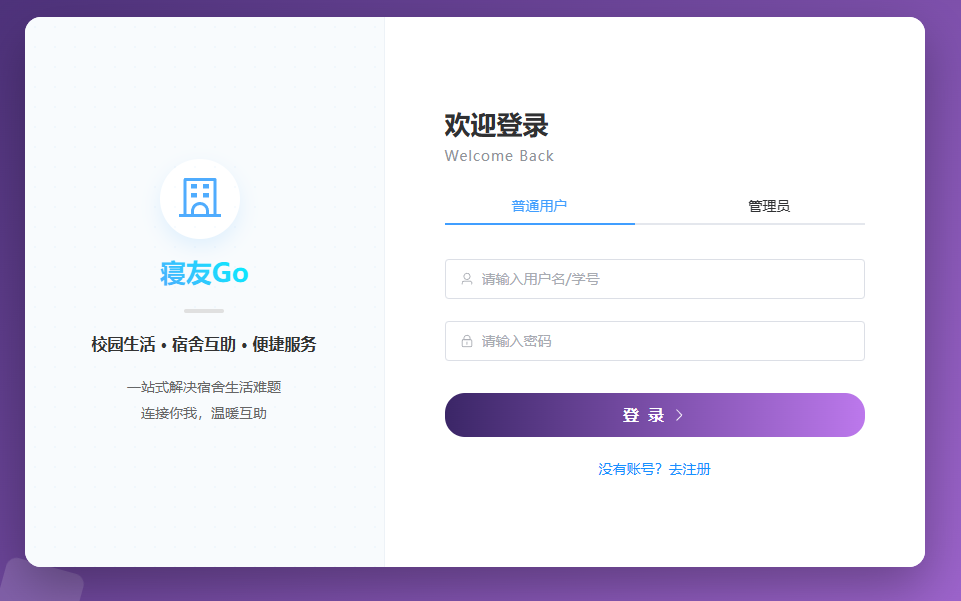 寝友Go
校园生活 • 宿舍互助 • 便捷服务
一站式解决宿舍生活难题
连接你我，温暖互助
欢迎登录
Welcome Back
普通用户
管理员
请输入用户名/学号
请输入密码
登 录
没有账号？去注册